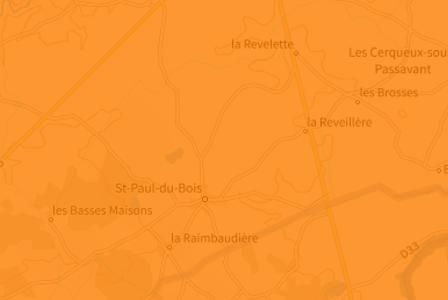 la Revelette
Les Cerqueux-sou
Passavant
les Brosses
la Reveillère
St-Paul-du-Bois
les Basses Maisons
la Raimbaudière
D33